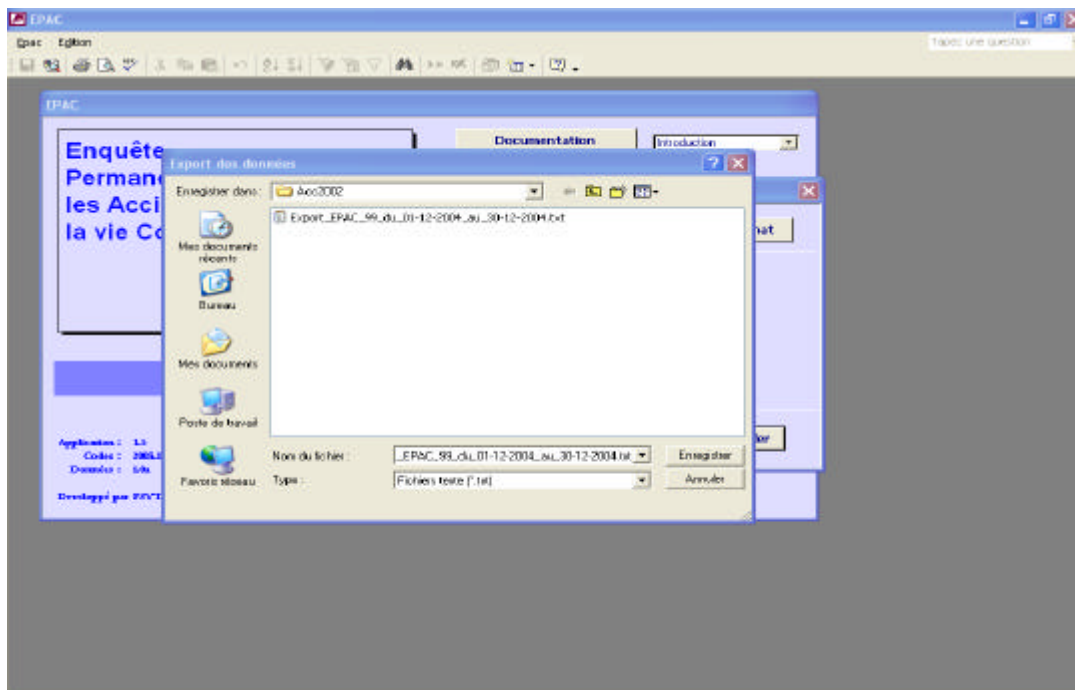 EPAC
Epac Edition
Tapez une question
EPAC
Enquête
Perman
les Acci
la vie Co
Documentation
Introduction
Export des données
Enregistrer dans :
Acc2002
Export_EPAC_99_du_01-12-2004_au_30-12-2004.txt
Mes documents
récents
Bureau
Mes documents
Poste de travail
Favoris réseau
Nom du fichier :
_EPAC_99_du_01-12-2004_au_30-12-2004.txt
Enregistrer
Type :
Fichiers texte (*.txt)
Annuler
nat
er
Application :
Codes :
Données :
Développé par